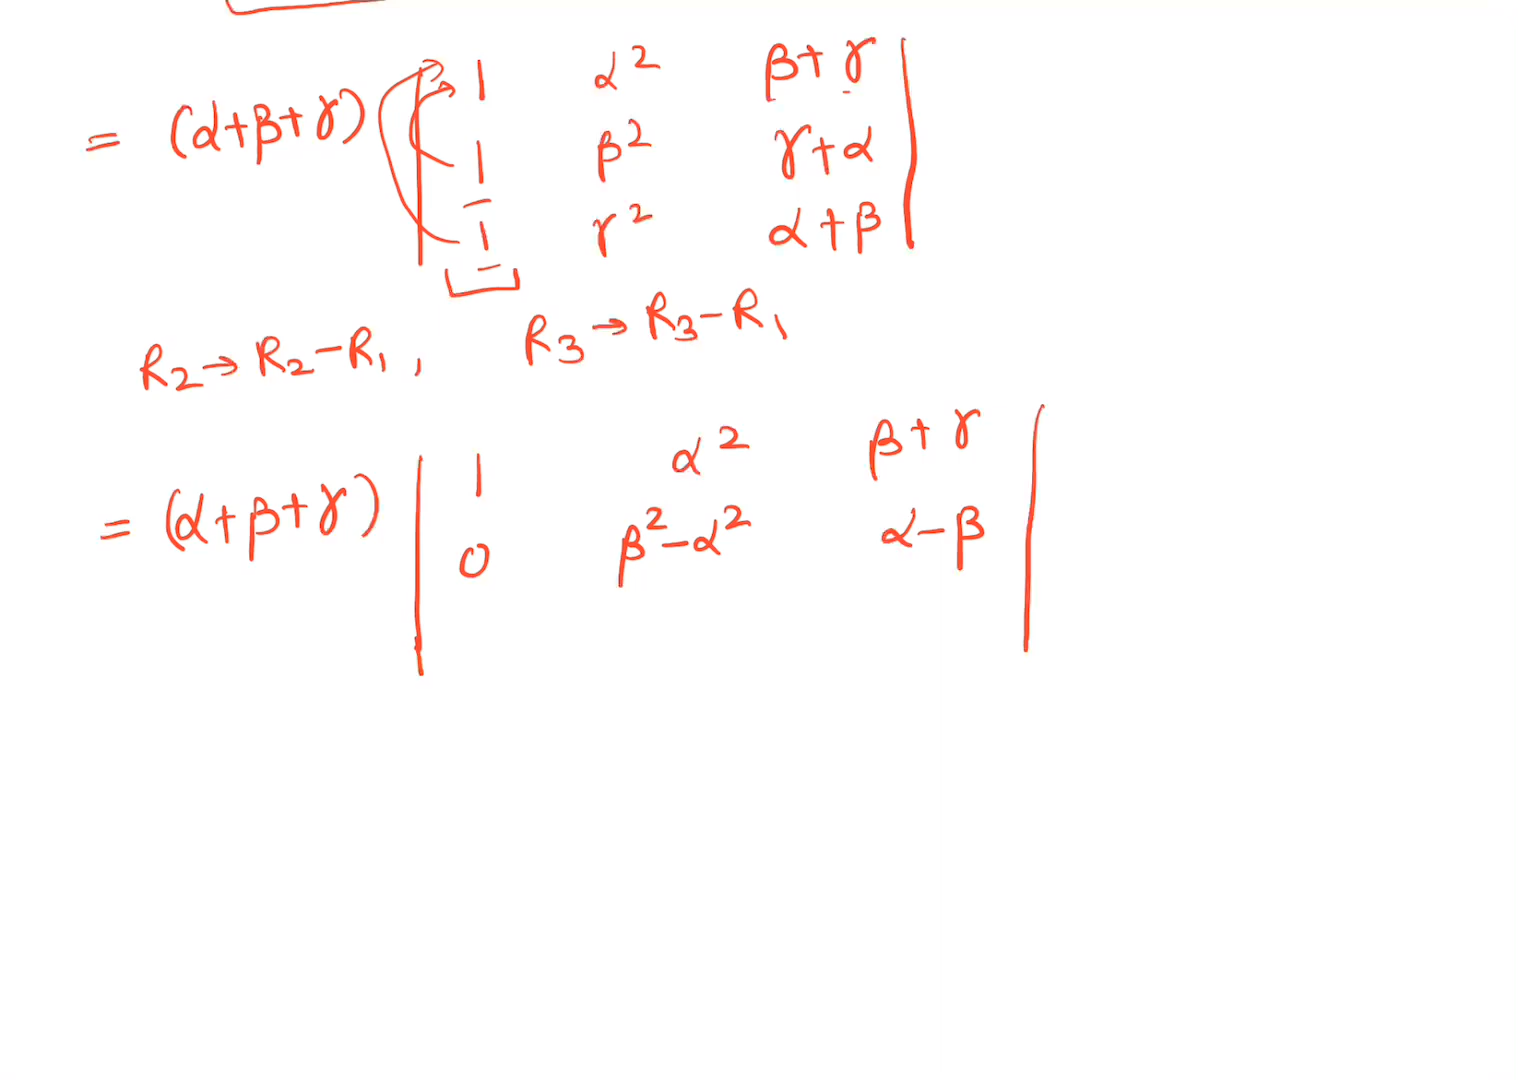 = (α+β+γ) | 1 α² β+γ |
| 1 β² γ+α |
| 1 γ² α+β |
R₂→R₂−R₁, R₃→R₃−R₁
= (α+β+γ) | 1 α² β+γ |
| 0 β²−α² α−β |